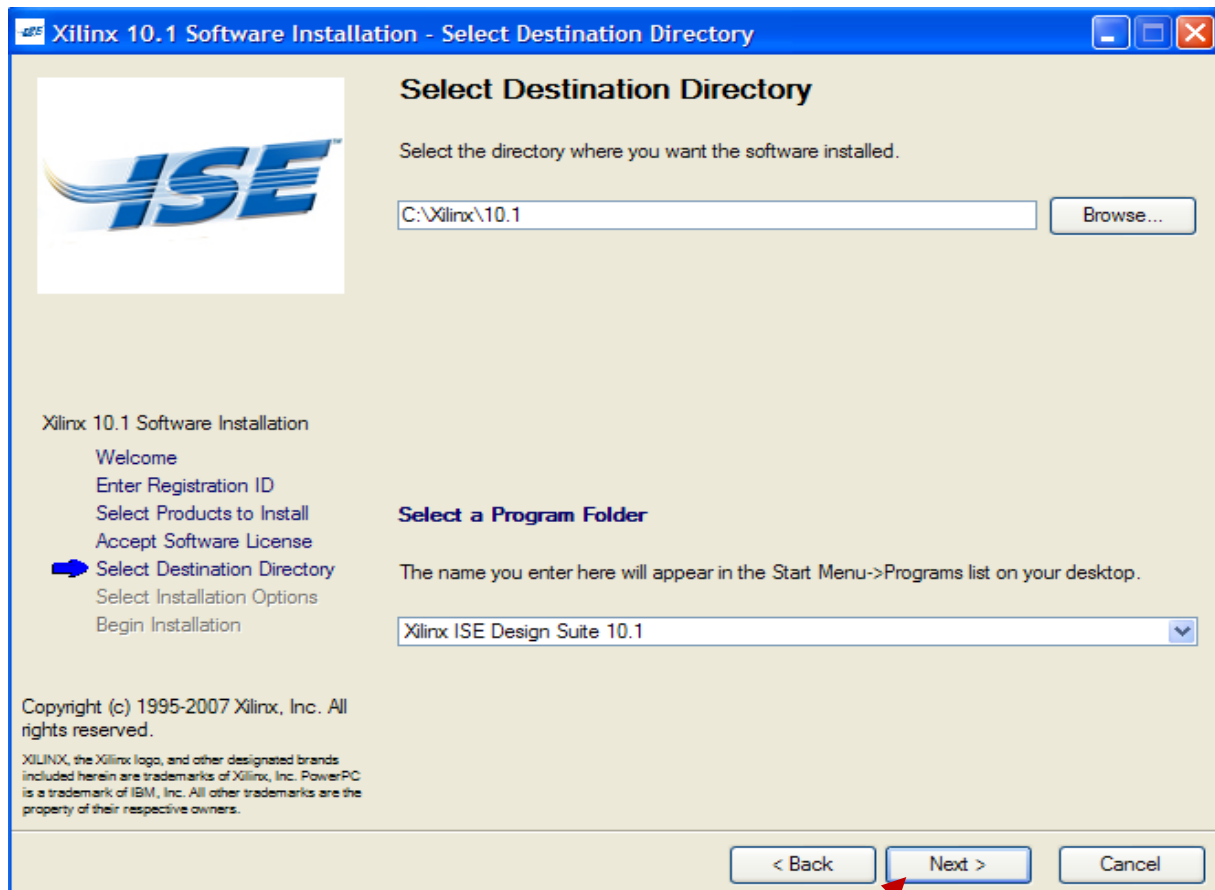 Xilinx 10.1 Software Installation - Select Destination Directory
ISE
Select Destination Directory
Select the directory where you want the software installed.
C:\Xilinx\10.1
Browse...
Xilinx 10.1 Software Installation
Welcome
Enter Registration ID
Select Products to Install
Accept Software License
Select Destination Directory
Select Installation Options
Begin Installation
Select a Program Folder
The name you enter here will appear in the Start Menu->Programs list on your desktop.
Xilinx ISE Design Suite 10.1
Copyright (c) 1995-2007 Xilinx, Inc. All
rights reserved.
XILINX, the Xilinx logo, and other designated brands
included herein are trademarks of Xilinx, Inc. PowerPC
is a trademark of IBM, Inc. All other trademarks are the
property of their respective owners.
< Back
Next >
Cancel